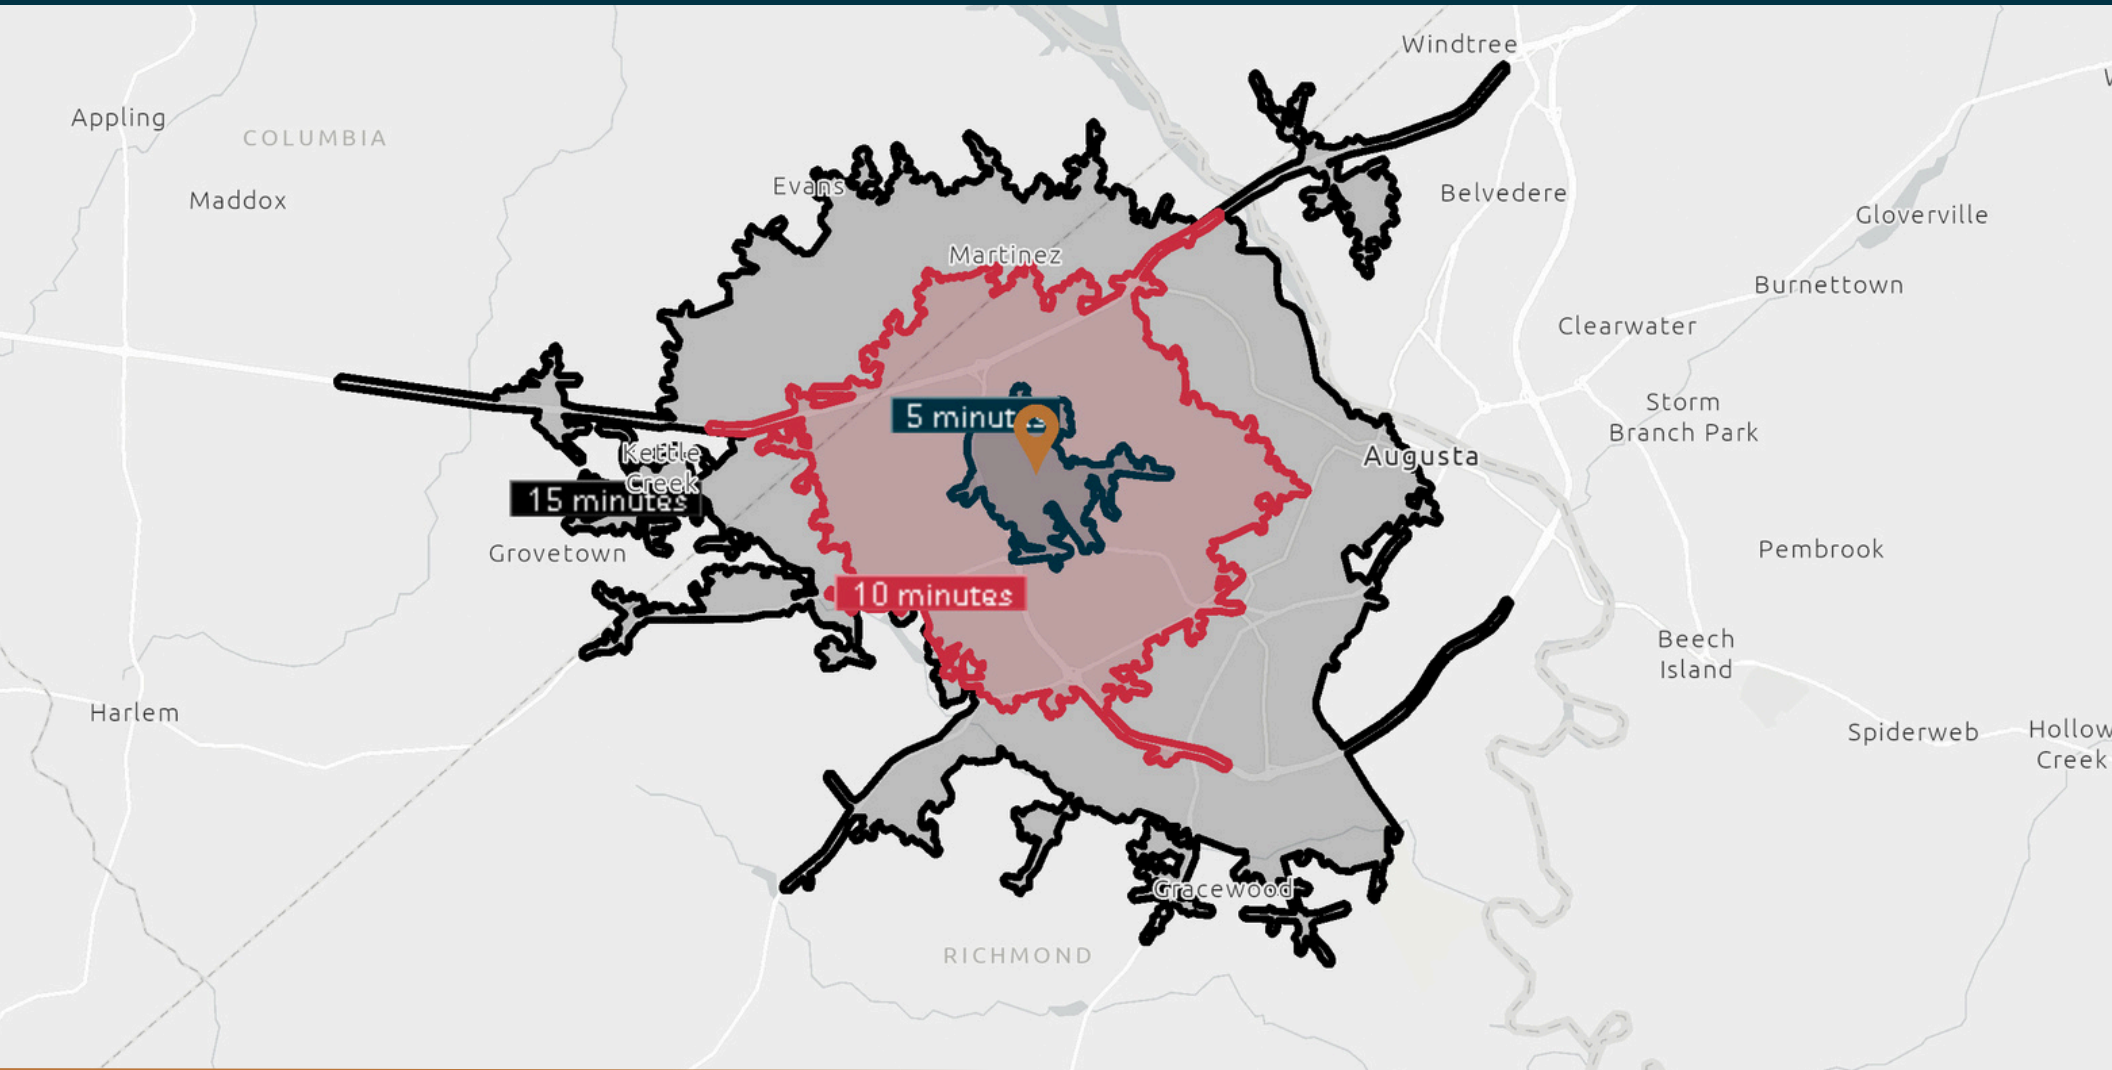 Windtree
Appling
COLUMBIA
Maddox
Evans
Belvedere
Gloverville
Martinez
Burnettown
Clearwater
Storm
Branch Park
5 minutes
Kettle
Creek
Augusta
15 minutes
Grovetown
Pembrook
10 minutes
Beech
Island
Harlem
Spiderweb
Hollow
Creek
Gracewood
RICHMOND